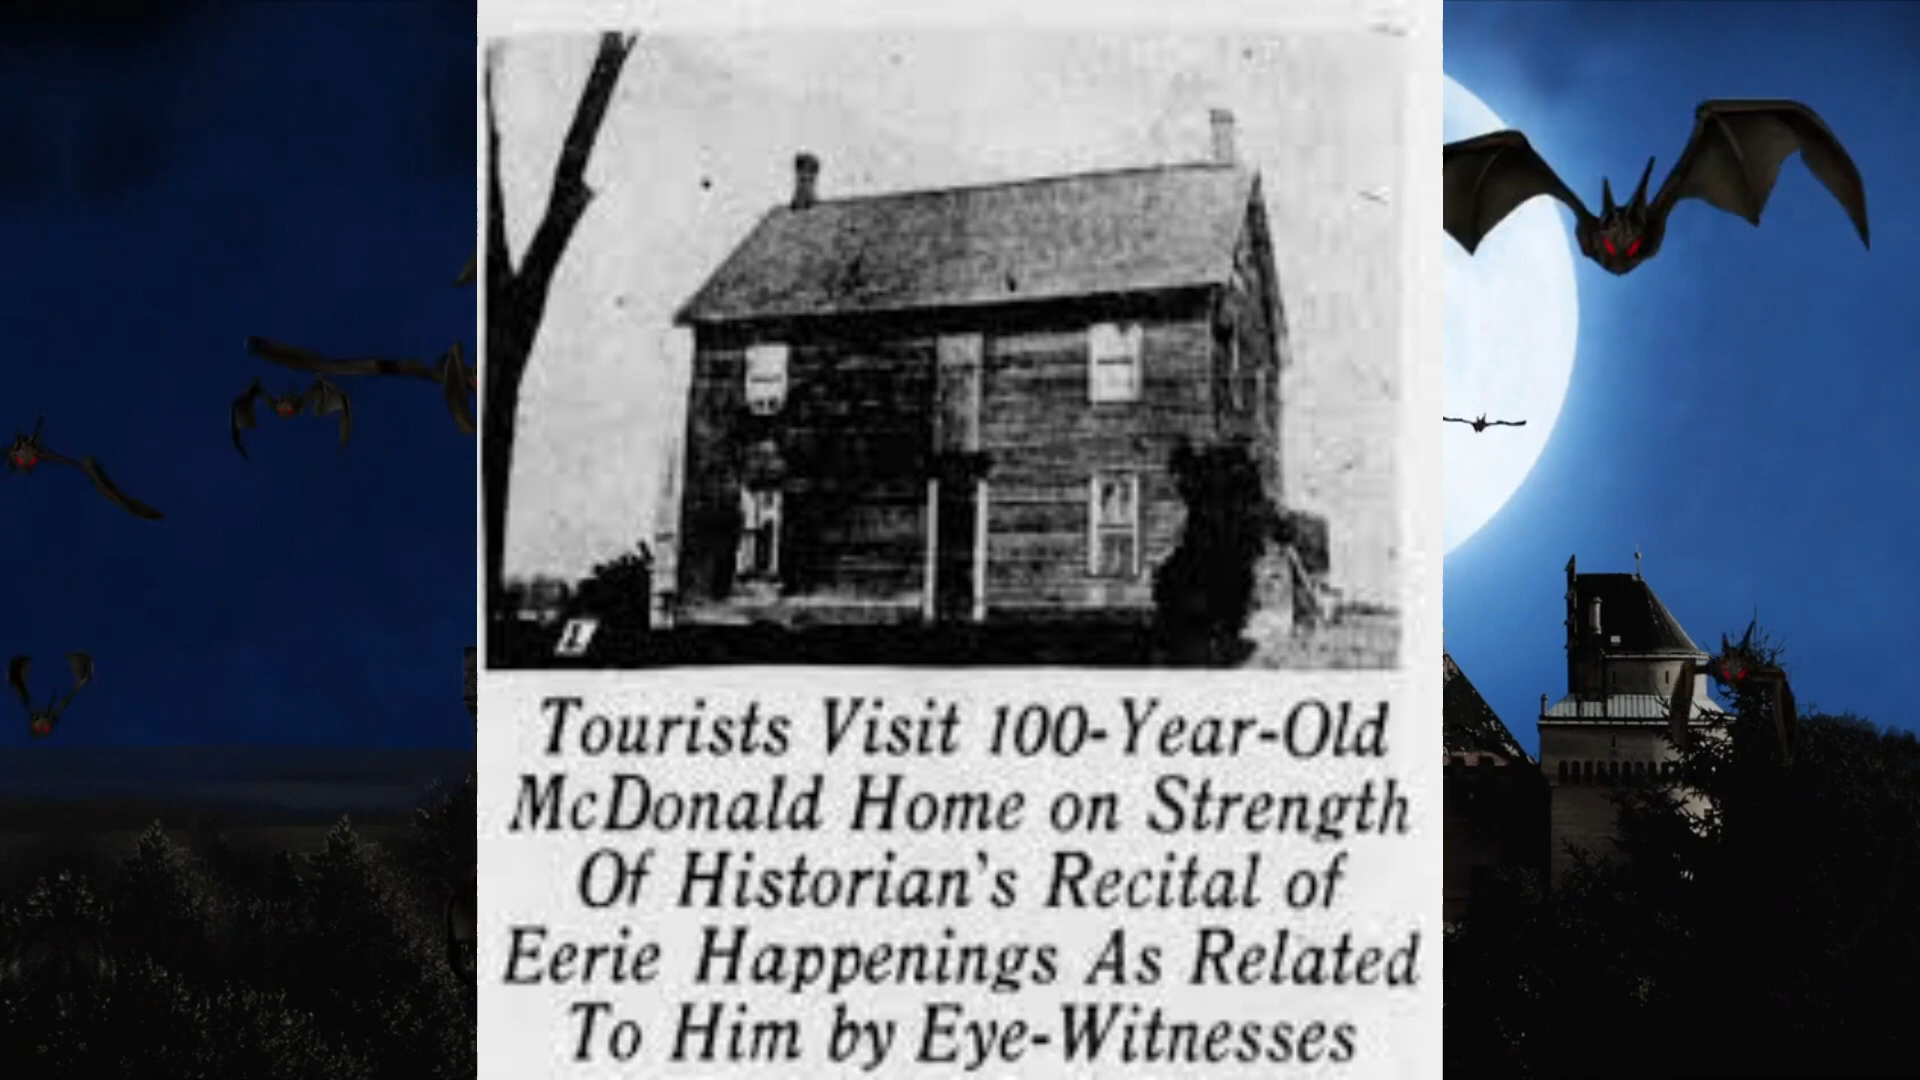 Tourists Visit 100-Year-Old
McDonald Home on Strength
Of Historian's Recital of
Eerie Happenings As Related
To Him by Eye-Witnesses